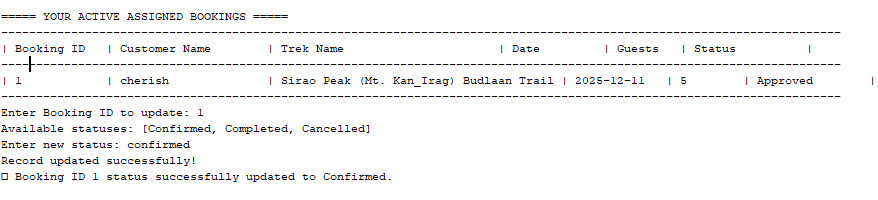 ===== YOUR ACTIVE ASSIGNED BOOKINGS =====
------------------------------------------------------------------------------------------------------------------------
| Booking ID | Customer Name | Trek Name | Date | Guests | Status |
------------------------------------------------------------------------------------------------------------------------
| 1 | cherish | Sirao Peak (Mt. Kan_Irag) Budlaan Trail | 2025-12-11 | 5 | Approved |
------------------------------------------------------------------------------------------------------------------------
Enter Booking ID to update: 1
Available statuses: [Confirmed, Completed, Cancelled]
Enter new status: confirmed
Record updated successfully!
□ Booking ID 1 status successfully updated to Confirmed.